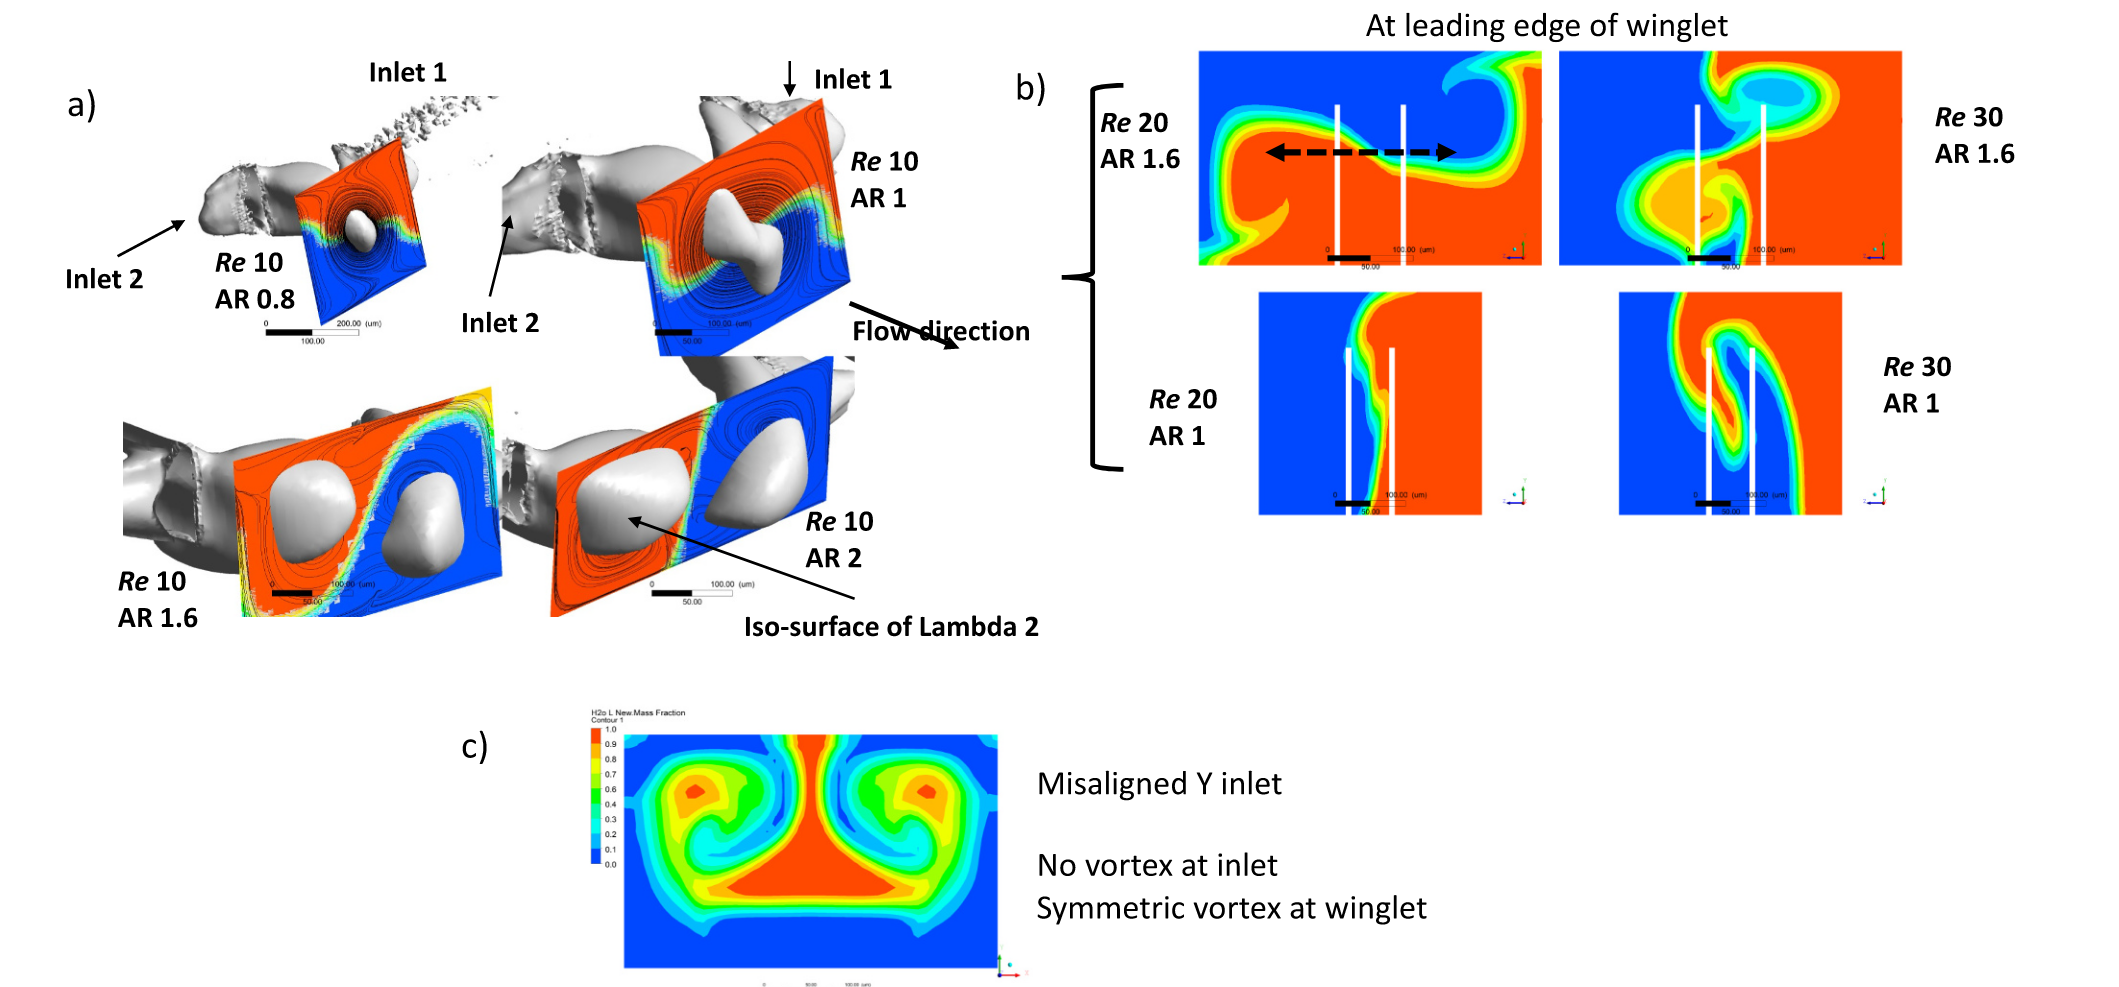 a)
Inlet 1
Inlet 2
Re 10
AR 0.8
0 200.00 (um)
100.00
Inlet 1
Re 10
AR 1
Inlet 2
0 100.00 (um)
50.00
Flow direction
Re 10
AR 1.6
0 100.00 (um)
50.00
Re 10
AR 2
0 100.00 (um)
50.00
Iso-surface of Lambda 2
b)
At leading edge of winglet
Re 20
AR 1.6
0 100.00 (um)
50.00
Re 30
AR 1.6
0 100.00 (um)
50.00
Re 20
AR 1
0 100.00 (um)
50.00
Re 30
AR 1
0 100.00 (um)
50.00
c)
H2o L New.Mass Fraction
Contour 1
1.0
0.9
0.8
0.7
0.6
0.4
0.3
0.2
0.1
0.0
0 50.00 100.00 (um)
Misaligned Y inlet
No vortex at inlet
Symmetric vortex at winglet